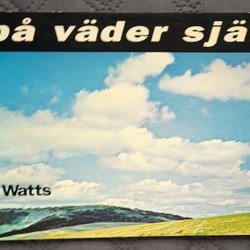 på väder sjä
Watts